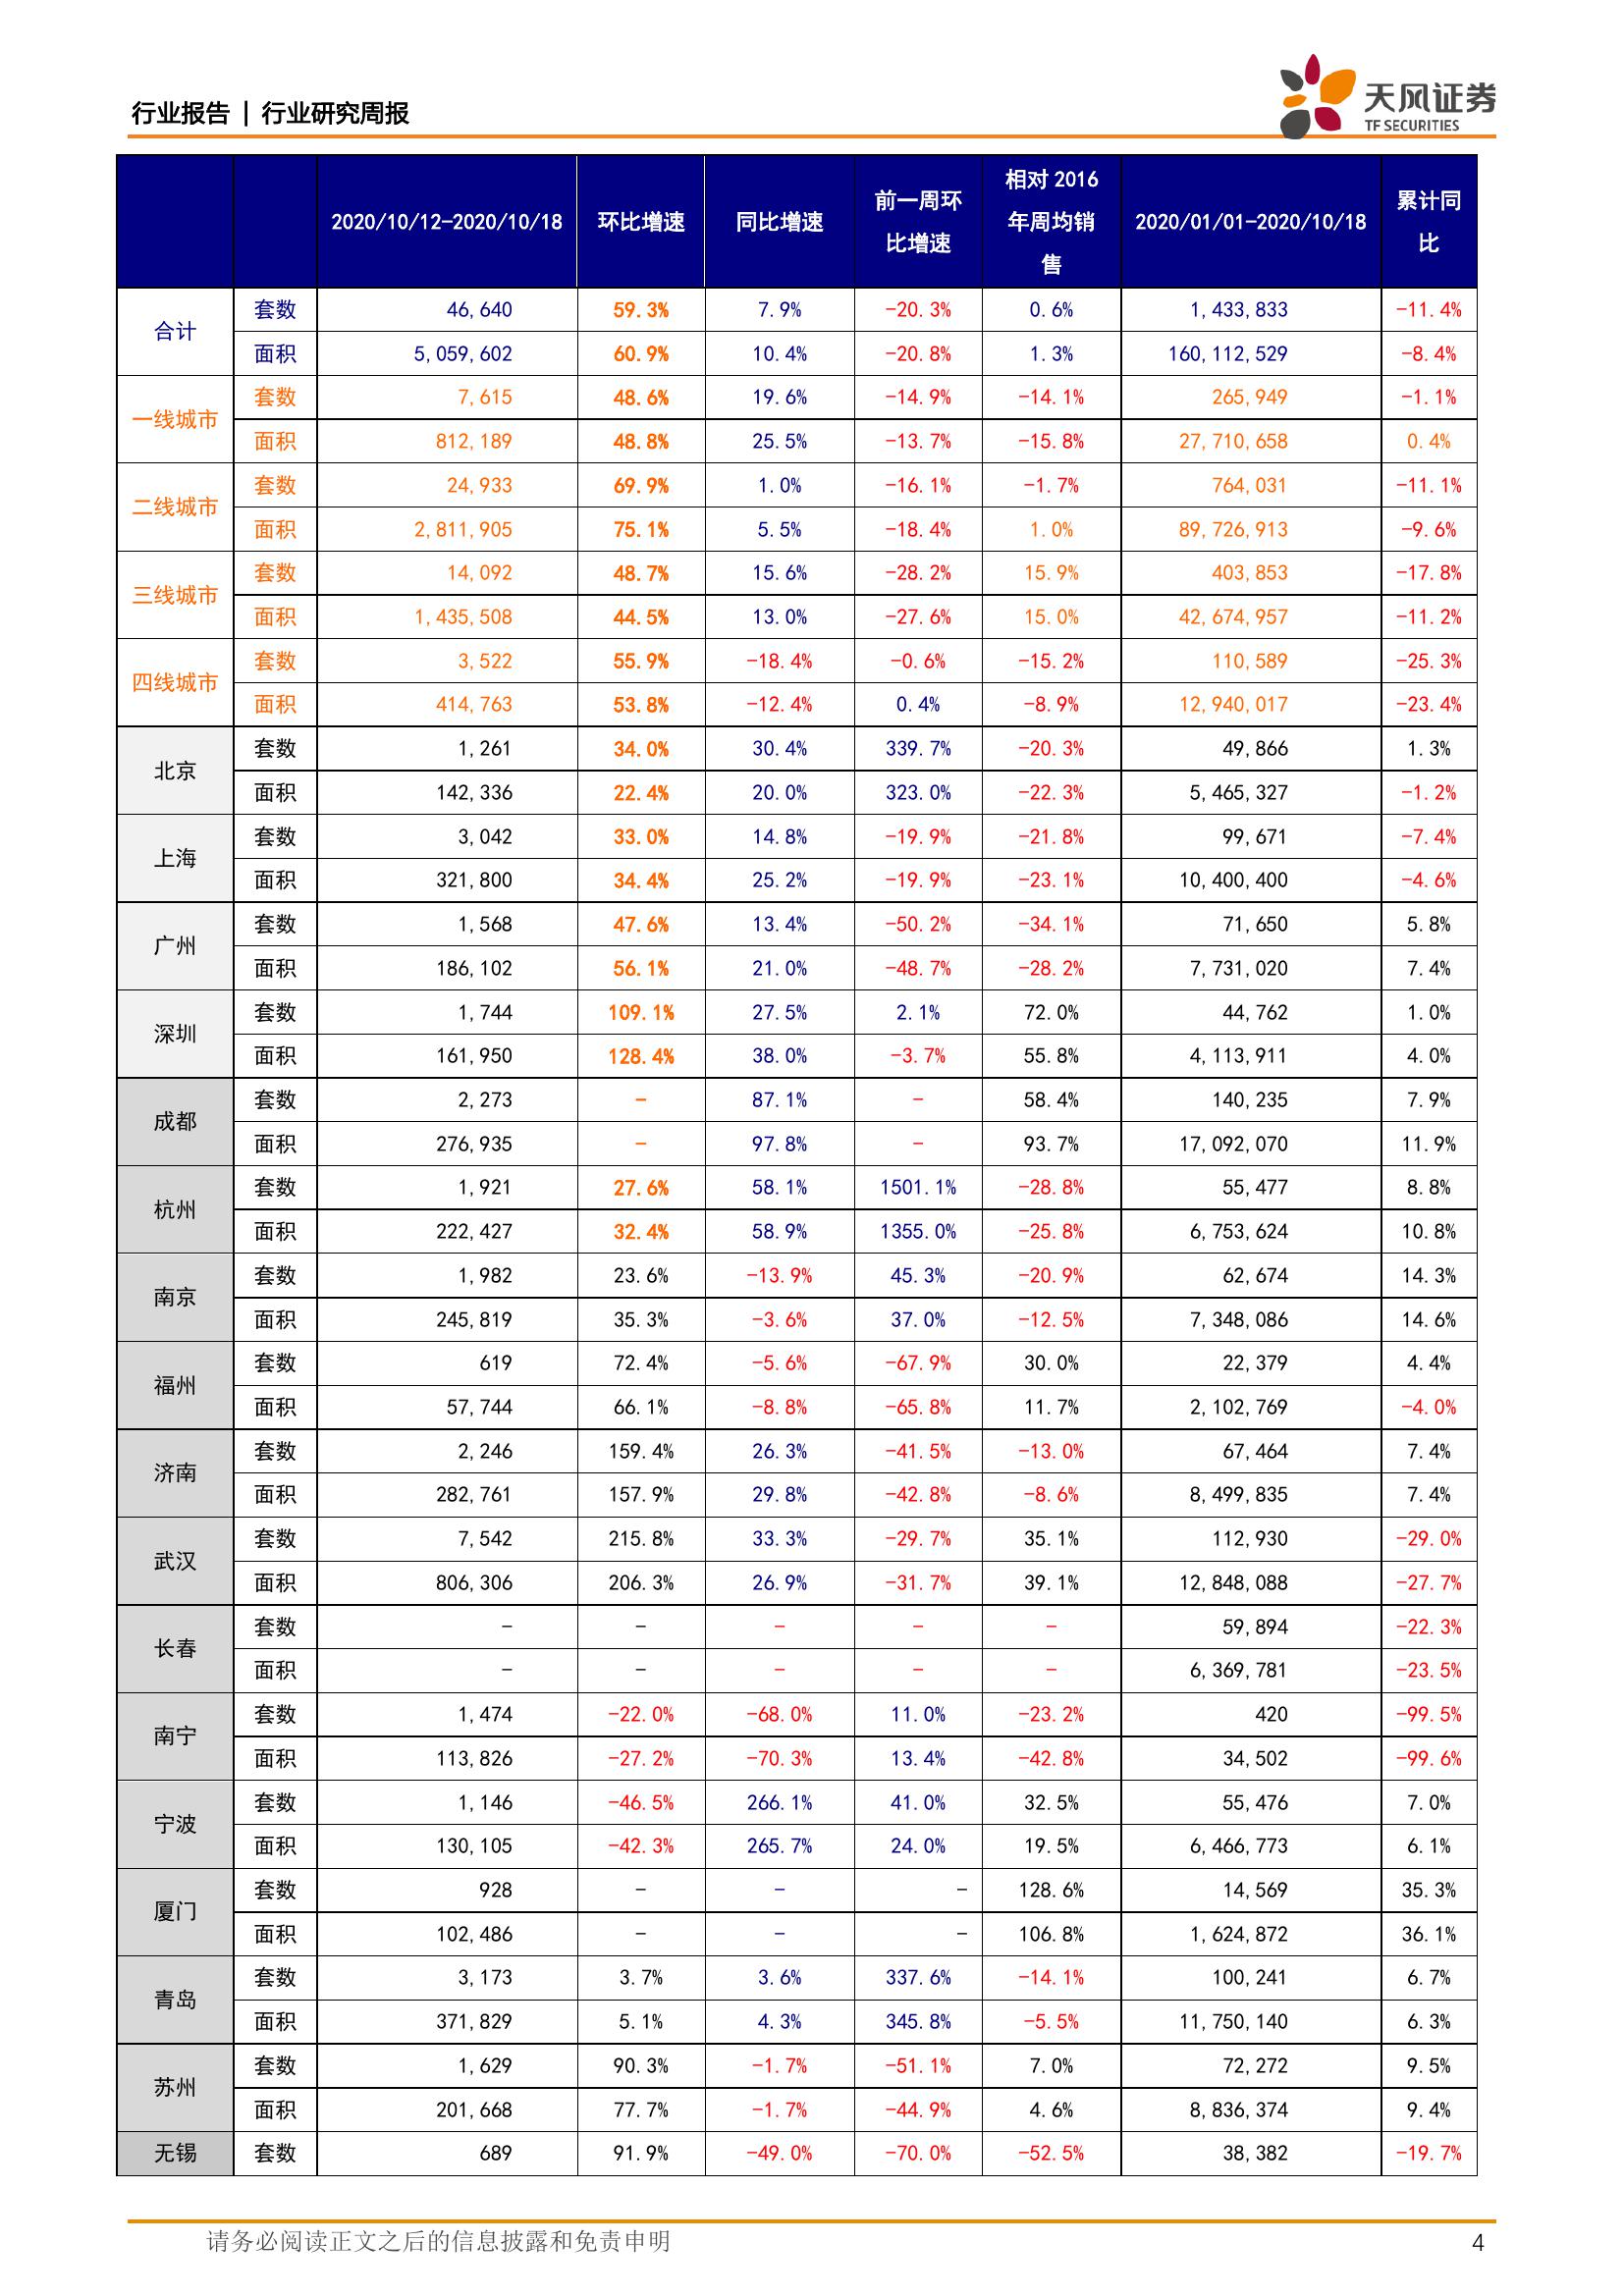 行业报告 | 行业研究周报
天风证券
TF SECURITIES
2020/10/12-2020/10/18 环比增速 同比增速 前一周环比增速 相对 2016 年周均销售 2020/01/01-2020/10/18 累计同比
合计 套数 46,640 59.3% 7.9% -20.3% 0.6% 1,433,833 -11.4%
面积 5,059,602 60.9% 10.4% -20.8% 1.3% 160,112,529 -8.4%
一线城市 套数 7,615 48.6% 19.6% -14.9% -14.1% 265,949 -1.1%
面积 812,189 48.8% 25.5% -13.7% -15.8% 27,710,658 0.4%
二线城市 套数 24,933 69.9% 1.0% -16.1% -1.7% 764,031 -11.1%
面积 2,811,905 75.1% 5.5% -18.4% 1.0% 89,726,913 -9.6%
三线城市 套数 14,092 48.7% 15.6% -28.2% 15.9% 403,853 -17.8%
面积 1,435,508 44.5% 13.0% -27.6% 15.0% 42,674,957 -11.2%
四线城市 套数 3,522 55.9% -18.4% -0.6% -15.2% 110,589 -25.3%
面积 414,763 53.8% -12.4% 0.4% -8.9% 12,940,017 -23.4%
北京 套数 1,261 34.0% 30.4% 339.7% -20.3% 49,866 1.3%
面积 142,336 22.4% 20.0% 323.0% -22.3% 5,465,327 -1.2%
上海 套数 3,042 33.0% 14.8% -19.9% -21.8% 99,671 -7.4%
面积 321,800 34.4% 25.2% -19.9% -23.1% 10,400,400 -4.6%
广州 套数 1,568 47.6% 13.4% -50.2% -34.1% 71,650 5.8%
面积 186,102 56.1% 21.0% -48.7% -28.2% 7,731,020 7.4%
深圳 套数 1,744 109.1% 27.5% 2.1% 72.0% 44,762 1.0%
面积 161,950 128.4% 38.0% -3.7% 55.8% 4,113,911 4.0%
成都 套数 2,273 - 87.1% - 58.4% 140,235 7.9%
面积 276,935 - 97.8% - 93.7% 17,092,070 11.9%
杭州 套数 1,921 27.6% 58.1% 1501.1% -28.8% 55,477 8.8%
面积 222,427 32.4% 58.9% 1355.0% -25.8% 6,753,624 10.8%
南京 套数 1,982 23.6% -13.9% 45.3% -20.9% 62,674 14.3%
面积 245,819 35.3% -3.6% 37.0% -12.5% 7,348,086 14.6%
福州 套数 619 72.4% -5.6% -67.9% 30.0% 22,379 4.4%
面积 57,744 66.1% -8.8% -65.8% 11.7% 2,102,769 -4.0%
济南 套数 2,246 159.4% 26.3% -41.5% -13.0% 67,464 7.4%
面积 282,761 157.9% 29.8% -42.8% -8.6% 8,499,835 7.4%
武汉 套数 7,542 215.8% 33.3% -29.7% 35.1% 112,930 -29.0%
面积 806,306 206.3% 26.9% -31.7% 39.1% 12,848,088 -27.7%
长春 套数 - - - - - 59,894 -22.3%
面积 - - - - - 6,369,781 -23.5%
南宁 套数 1,474 -22.0% -68.0% 11.0% -23.2% 420 -99.5%
面积 113,826 -27.2% -70.3% 13.4% -42.8% 34,502 -99.6%
宁波 套数 1,146 -46.5% 266.1% 41.0% 32.5% 55,476 7.0%
面积 130,105 -42.3% 265.7% 24.0% 19.5% 6,466,773 6.1%
厦门 套数 928 - - - 128.6% 14,569 35.3%
面积 102,486 - - - 106.8% 1,624,872 36.1%
青岛 套数 3,173 3.7% 3.6% 337.6% -14.1% 100,241 6.7%
面积 371,829 5.1% 4.3% 345.8% -5.5% 11,750,140 6.3%
苏州 套数 1,629 90.3% -1.7% -51.1% 7.0% 72,272 9.5%
面积 201,668 77.7% -1.7% -44.9% 4.6% 8,836,374 9.4%
无锡 套数 689 91.9% -49.0% -70.0% -52.5% 38,382 -19.7%
请务必阅读正文之后的信息披露和免责申明 4